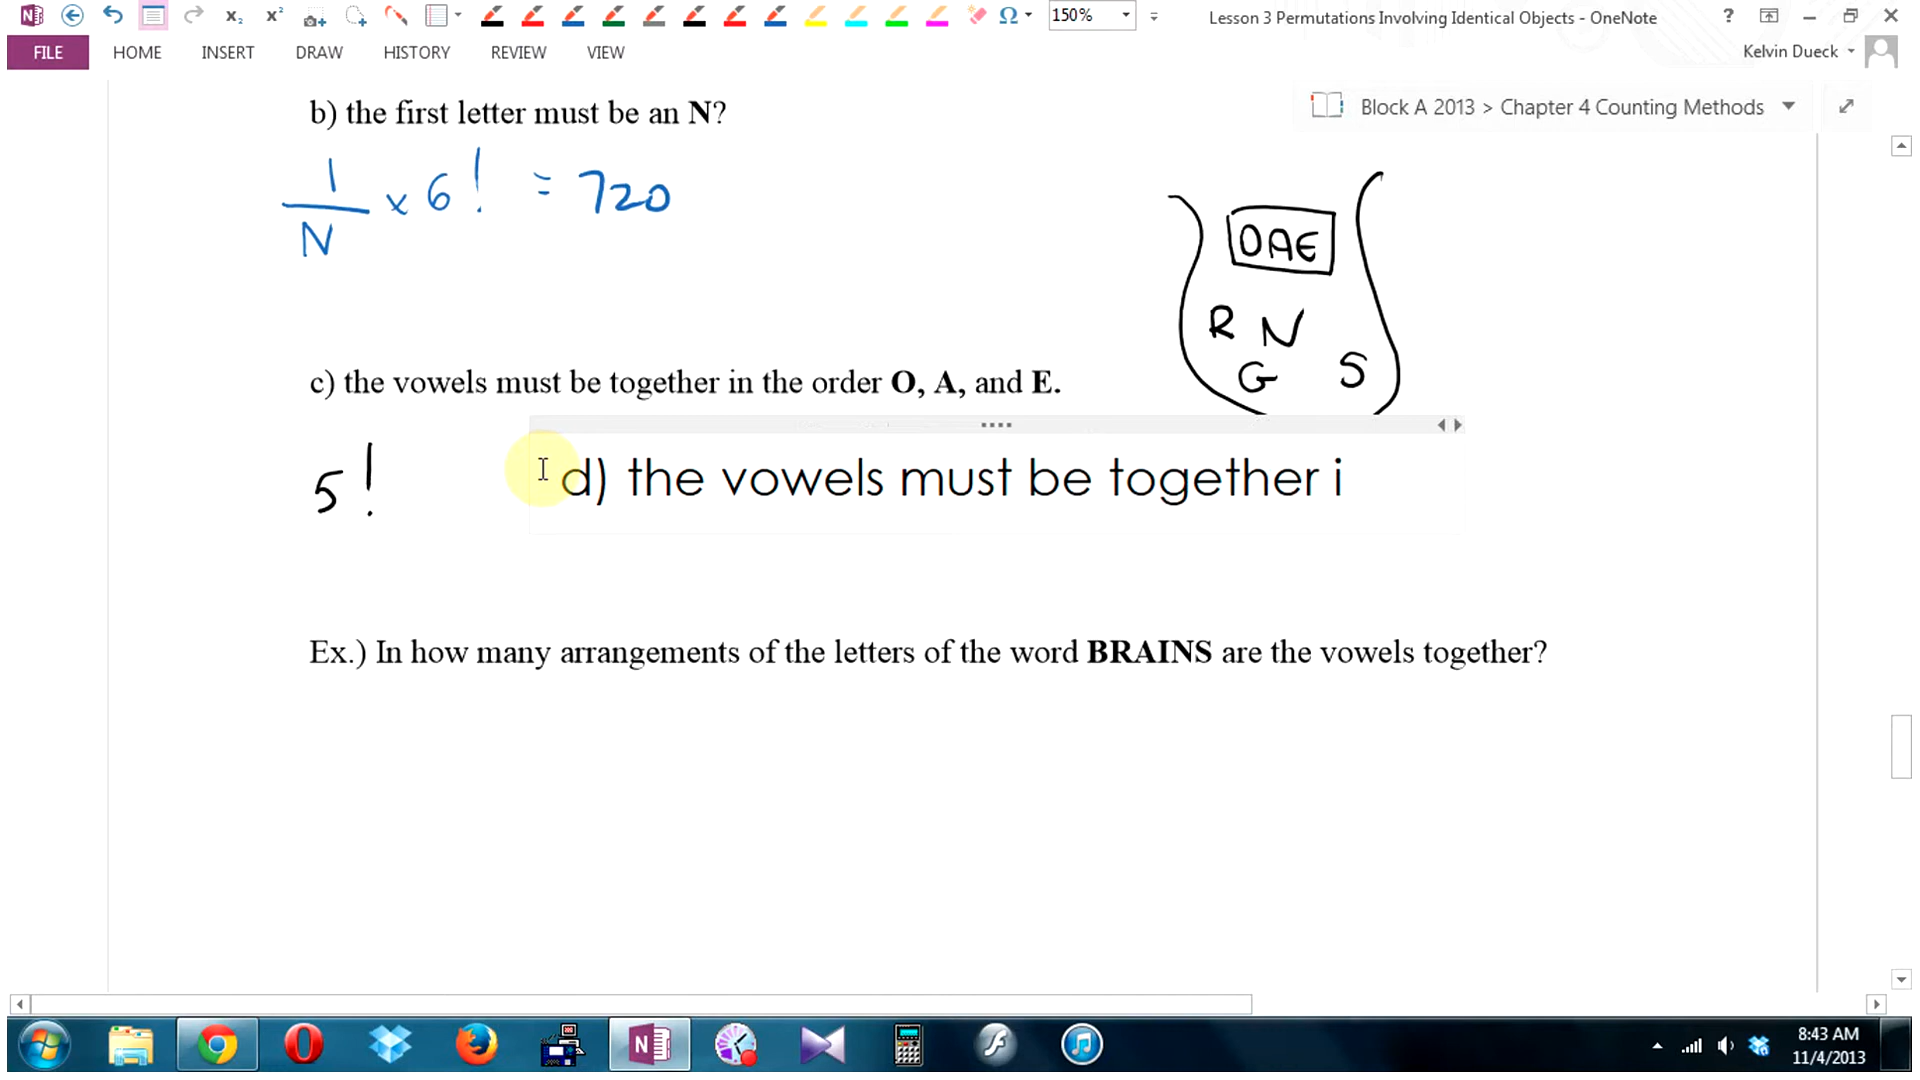 Lesson 3 Permutations Involving Identical Objects - OneNote
150%
FILE HOME INSERT DRAW HISTORY REVIEW VIEW
Kelvin Dueck
Block A 2013 > Chapter 4 Counting Methods
b) the first letter must be an N?
1/N × 6! = 720
OAE
R N
G S
c) the vowels must be together in the order O, A, and E.
5!
d) the vowels must be together i
Ex.) In how many arrangements of the letters of the word BRAINS are the vowels together?
8:43 AM
11/4/2013